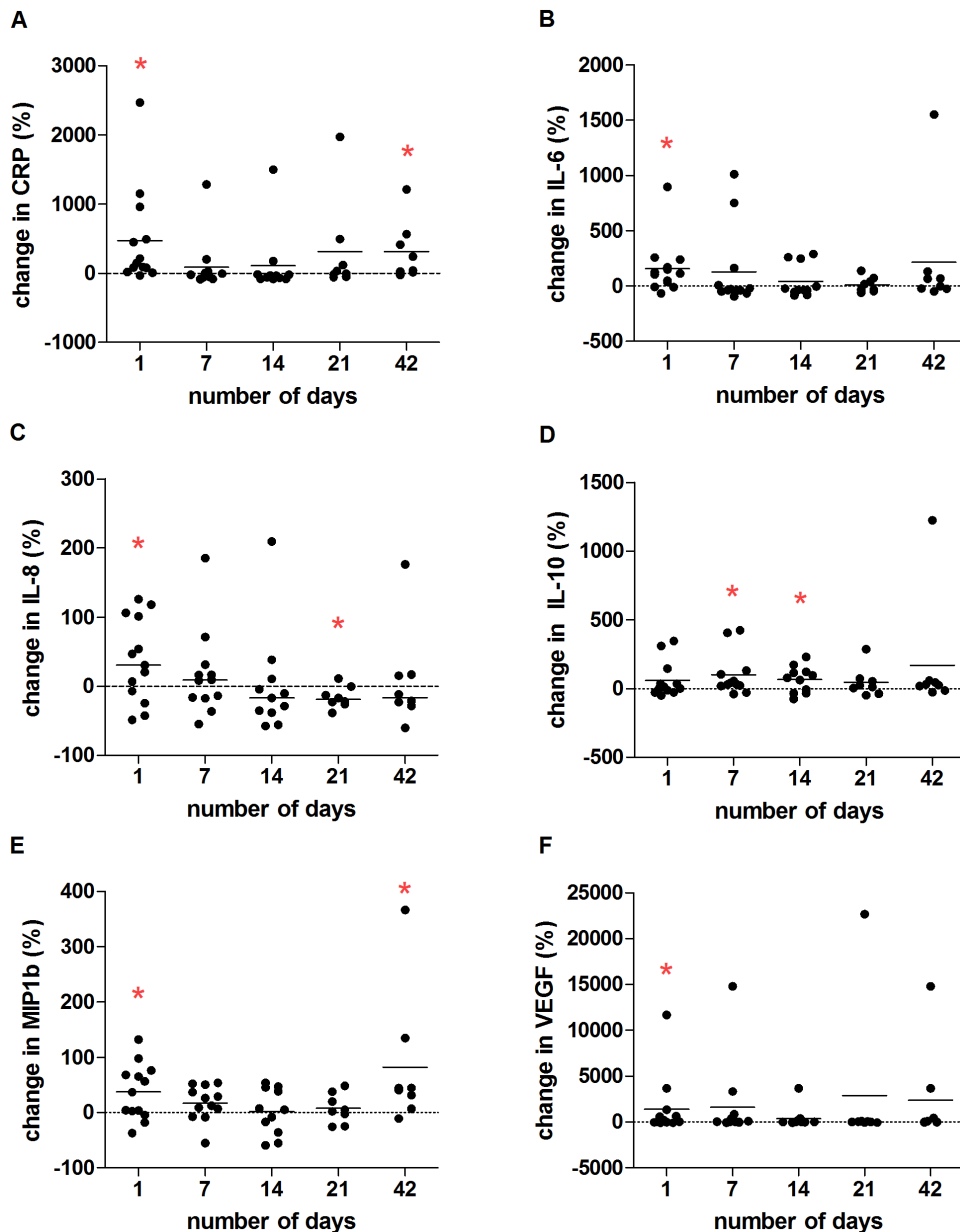 A
change in CRP (%)
3000
2000
1000
0
-1000
*
*
1 7 14 21 42
number of days
B
change in IL-6 (%)
2000
1500
1000
500
0
-500
*
1 7 14 21 42
number of days
C
change in IL-8 (%)
300
200
100
0
-100
*
*
1 7 14 21 42
number of days
D
change in IL-10 (%)
1500
1000
500
0
-500
*
*
1 7 14 21 42
number of days
E
change in MIP1b (%)
400
300
200
100
0
-100
*
*
1 7 14 21 42
number of days
F
change in VEGF (%)
25000
20000
15000
10000
5000
0
-5000
*
1 7 14 21 42
number of days